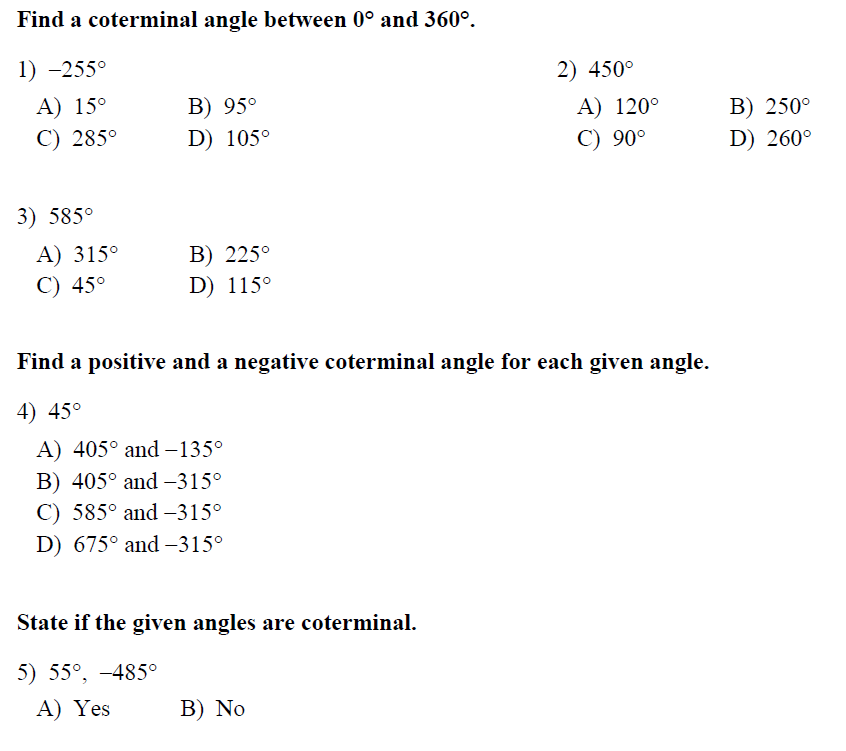 Find a coterminal angle between 0° and 360°.
1) –255°
A) 15° B) 95°
C) 285° D) 105°
2) 450°
A) 120° B) 250°
C) 90° D) 260°
3) 585°
A) 315° B) 225°
C) 45° D) 115°
Find a positive and a negative coterminal angle for each given angle.
4) 45°
A) 405° and –135°
B) 405° and –315°
C) 585° and –315°
D) 675° and –315°
State if the given angles are coterminal.
5) 55°, –485°
A) Yes B) No